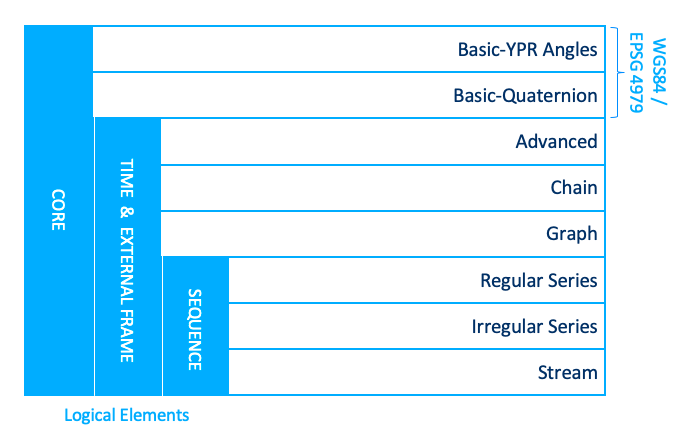 Basic-YPR Angles
Basic-Quaternion
WGS84 /
EPSG 4979
Advanced
Chain
Graph
Regular Series
Irregular Series
Stream
CORE
TIME & EXTERNAL FRAME
SEQUENCE
Logical Elements